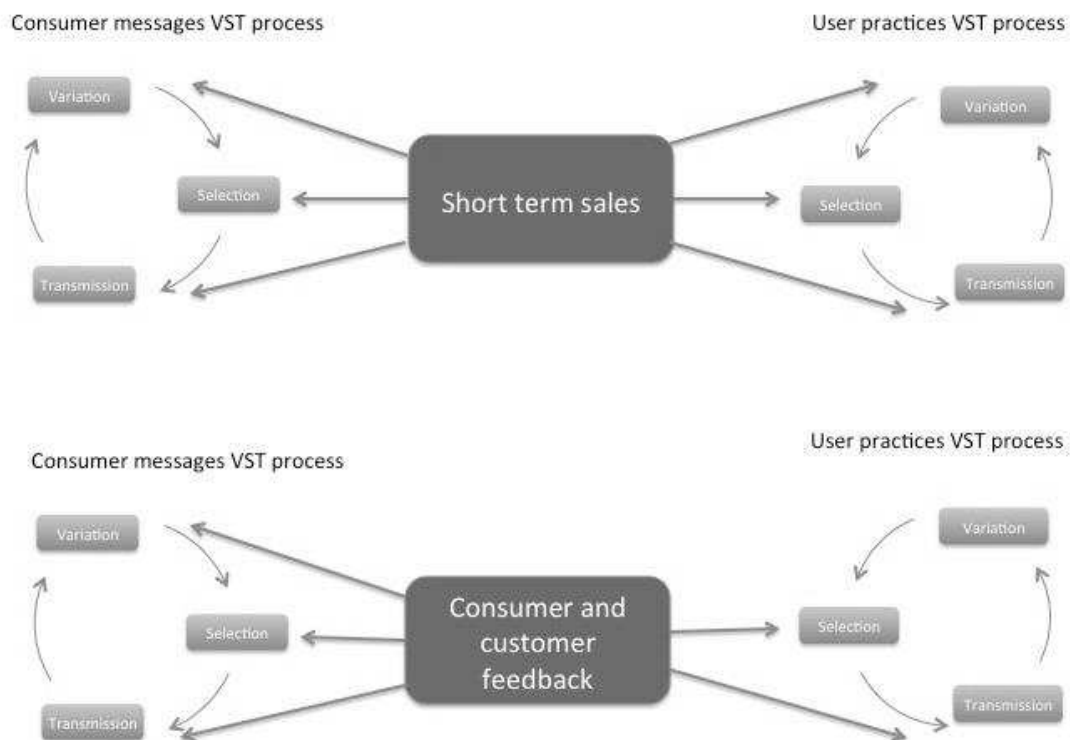 Consumer messages VST process
User practices VST process
Variation
Variation
Selection
Short term sales
Selection
Transmission
Transmission
Consumer messages VST process
User practices VST process
Variation
Variation
Selection
Consumer and
customer
feedback
Selection
Transmission
Transmission